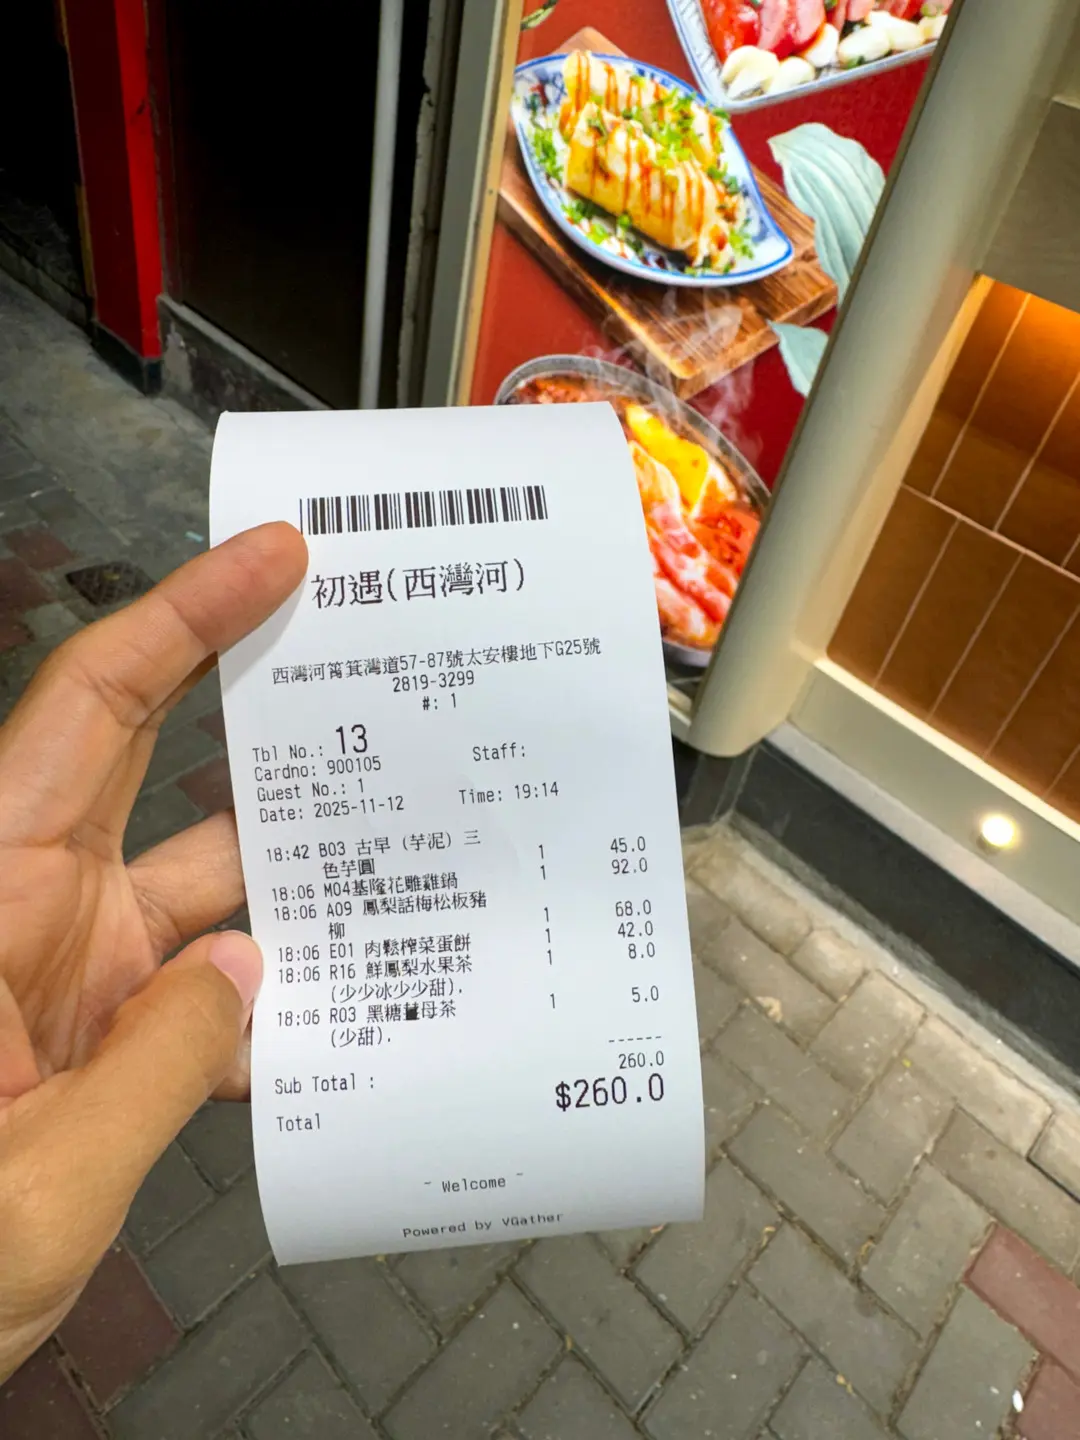 初遇(西灣河)
西灣河筲箕灣道57-87號太安樓地下G25號
2819-3299
#: 1
Tbl No.: 13
Cardno: 900105 Staff:
Guest No.: 1
Date: 2025-11-12 Time: 19:14
18:42 B03 古早（芋泥）三 1 45.0
色芋圓
18:06 M04基隆花雕雞鍋 1 92.0
18:06 A09 鳳梨話梅松板豬 1 68.0
柳
18:06 E01 肉鬆榨菜蛋餅 1 42.0
18:06 R16 鮮鳳梨水果茶 1 8.0
(少少冰少少甜).
18:06 R03 黑糖薑母茶 1 5.0
(少甜).
------
Sub Total : 260.0
Total $260.0
~ Welcome ~
Powered by VGather